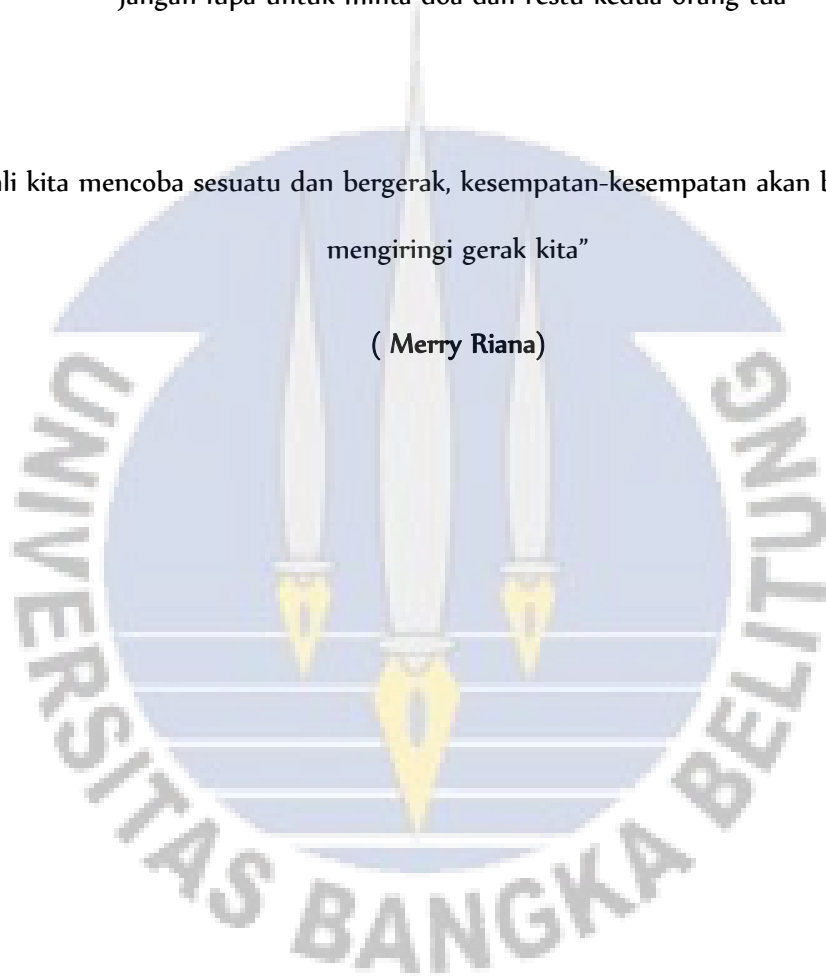 jangan lupa untuk minta doa dan restu kedua orang tua
kita mencoba sesuatu dan bergerak, kesempatan-kesempatan akan
mengiringi gerak kita”
( Merry Riana)
UNIVERSITAS BANGKA BELITUNG